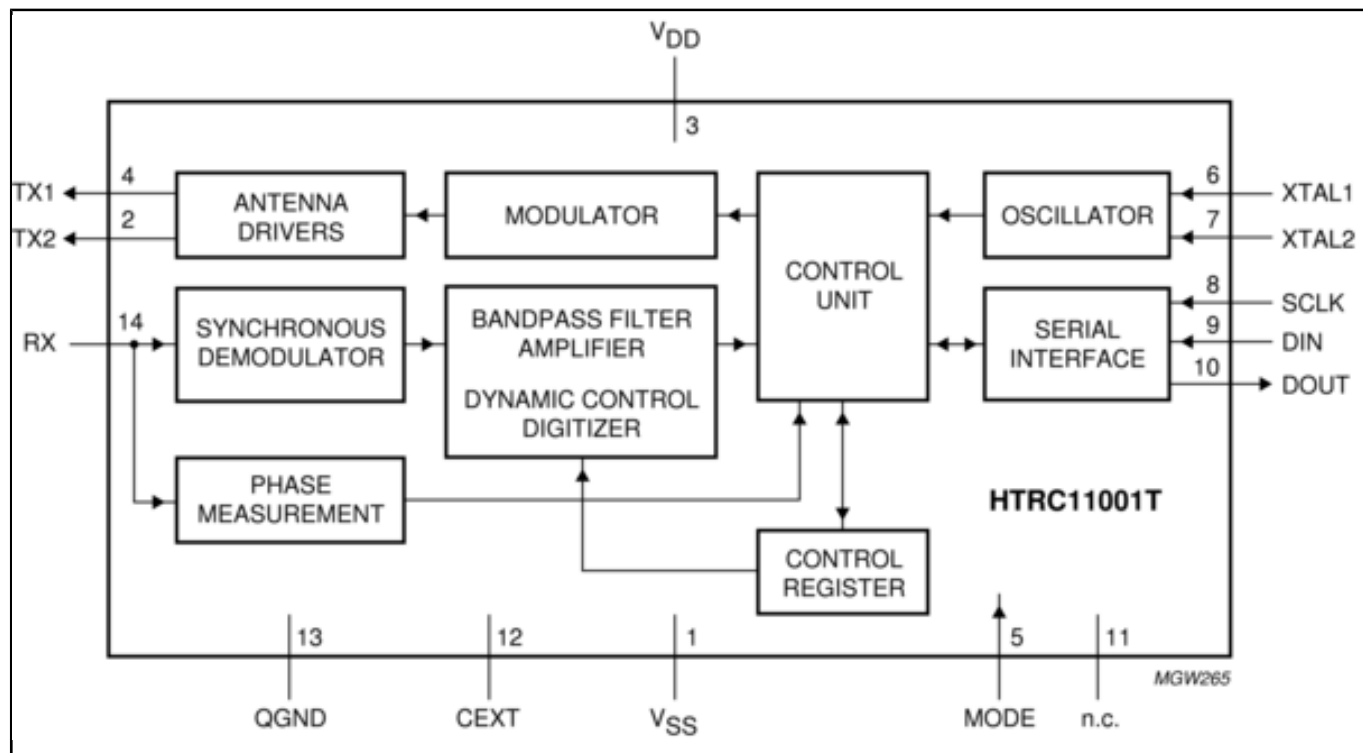 VDD
3
TX1
4
TX2
2
ANTENNA
DRIVERS
MODULATOR
CONTROL
UNIT
OSCILLATOR
6
XTAL1
7
XTAL2
RX
14
SYNCHRONOUS
DEMODULATOR
BANDPASS FILTER
AMPLIFIER
DYNAMIC CONTROL
DIGITIZER
SERIAL
INTERFACE
8
SCLK
9
DIN
10
DOUT
PHASE
MEASUREMENT
CONTROL
REGISTER
HTRC11001T
13
12
1
5
11
MGW265
QGND
CEXT
VSS
MODE
n.c.